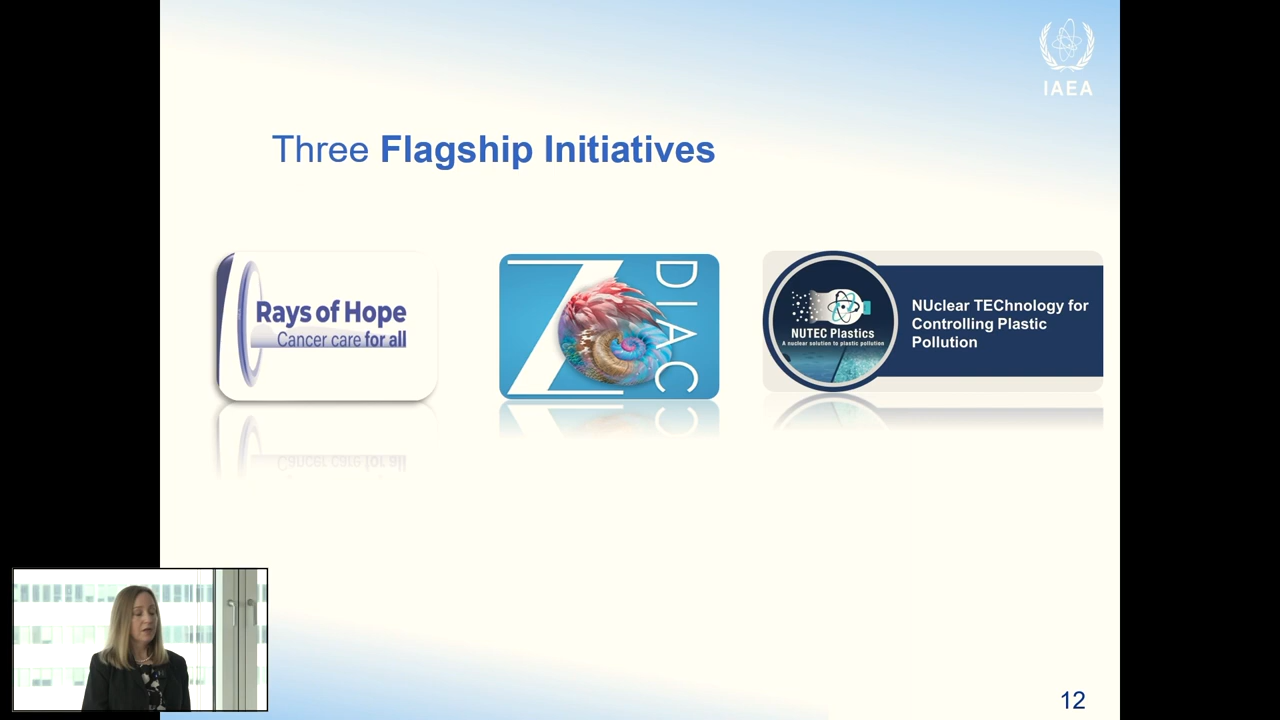 IAEA
Three Flagship Initiatives
Rays of Hope
Cancer care for all
ZODIAC
NUTEC Plastics
A nuclear solution to plastic pollution
NUclear TEChnology for
Controlling Plastic
Pollution
12